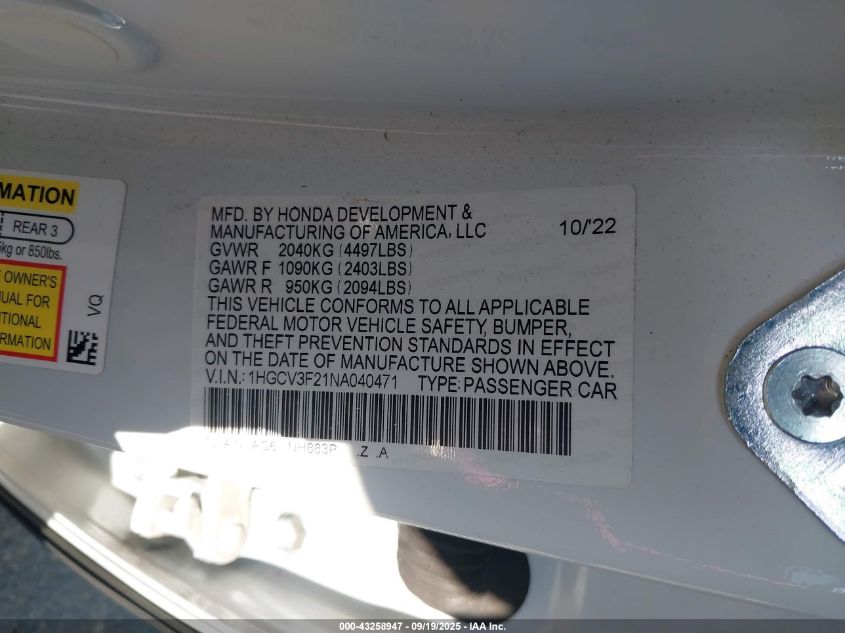 MATION
REAR 3
kg or 850lbs.
OWNER'S
UAL FOR
TIONAL
ORMATION
VQ
MFD. BY HONDA DEVELOPMENT &
MANUFACTURING OF AMERICA, LLC 10/22
GVWR 2040KG (4497LBS)
GAWR F 1090KG (2403LBS)
GAWR R 950KG (2094LBS)
THIS VEHICLE CONFORMS TO ALL APPLICABLE
FEDERAL MOTOR VEHICLE SAFETY, BUMPER,
AND THEFT PREVENTION STANDARDS IN EFFECT
ON THE DATE OF MANUFACTURE SHOWN ABOVE.
V.I.N.: 1HGCV3F21NA040471 TYPE: PASSENGER CAR
NH883P
000-43258947 - 09/19/2025 - IAA Inc.